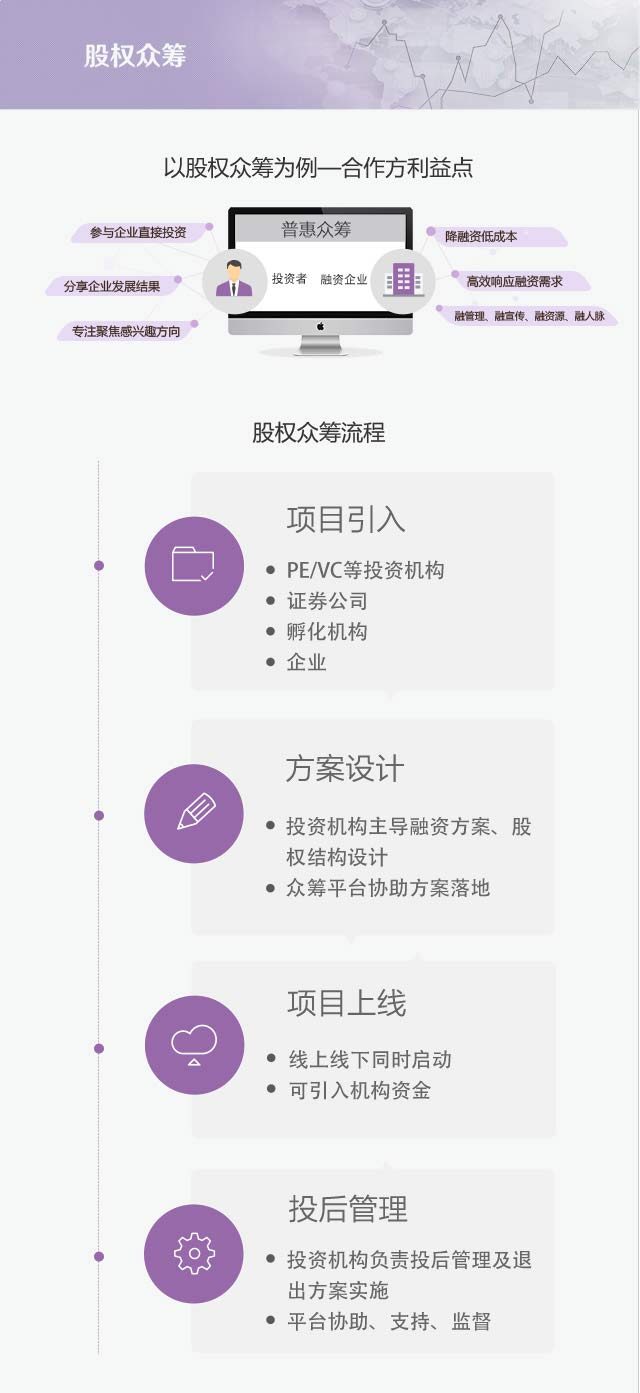 股权众筹
以股权众筹为例—合作方利益点
普惠众筹
参与企业直接投资
分享企业发展结果
专注聚焦感兴趣方向
投资者
融资企业
降融资低成本
高效响应融资需求
融管理、融宣传、融资源、融人脉
股权众筹流程
项目引入
PE/VC等投资机构
证券公司
孵化机构
企业
方案设计
投资机构主导融资方案、股
权结构设计
众筹平台协助方案落地
项目上线
线上线下同时启动
可引入机构资金
投后管理
投资机构负责投后管理及退
出方案实施
平台协助、支持、监督